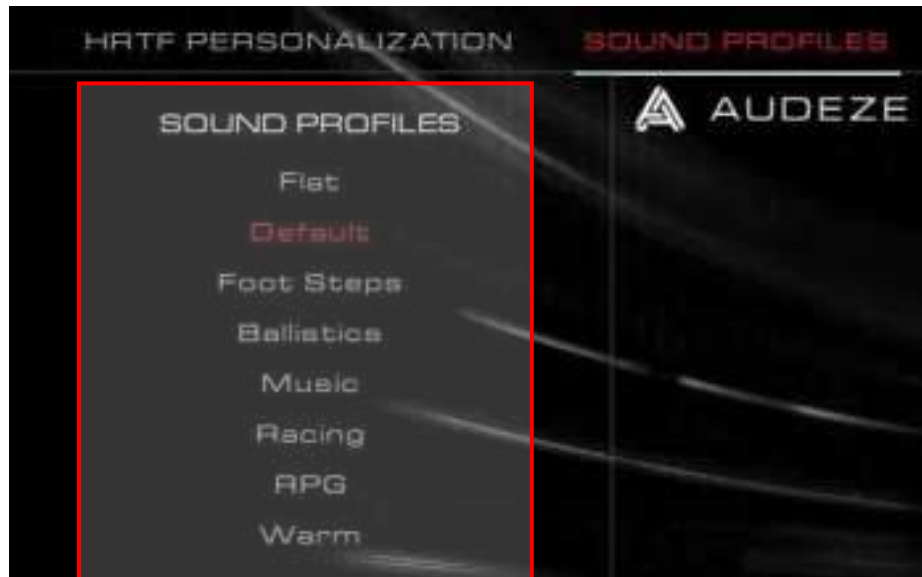 HRTF PERSONALIZATION
SOUND PROFILES
AUDEZE
SOUND PROFILES
Flat
Default
Foot Steps
Ballistics
Music
Racing
RPG
Warm